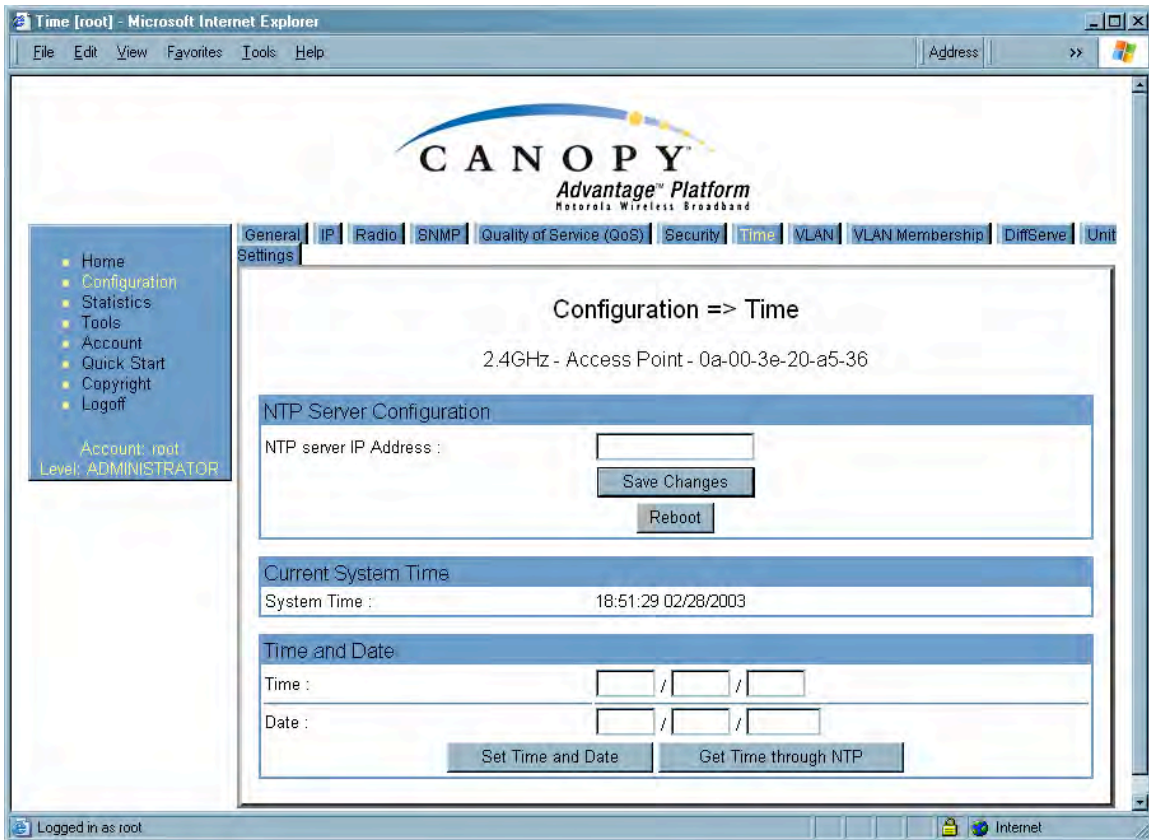 Time [root] - Microsoft Internet Explorer
File Edit View Favorites Tools Help Address »
CANOPY™
Advantage™ Platform
Motorola Wireless Broadband
General IP Radio SNMP Quality of Service (QoS) Security Time VLAN VLAN Membership DiffServe Unit
Settings
Home
Configuration
Statistics
Tools
Account
Quick Start
Copyright
Logoff
Account: root
Level: ADMINISTRATOR
Configuration => Time
2.4GHz - Access Point - 0a-00-3e-20-a5-36
NTP Server Configuration
NTP server IP Address :
Save Changes
Reboot
Current System Time
System Time : 18:51:29 02/28/2003
Time and Date
Time : / /
Date : / /
Set Time and Date Get Time through NTP
Logged in as root Internet